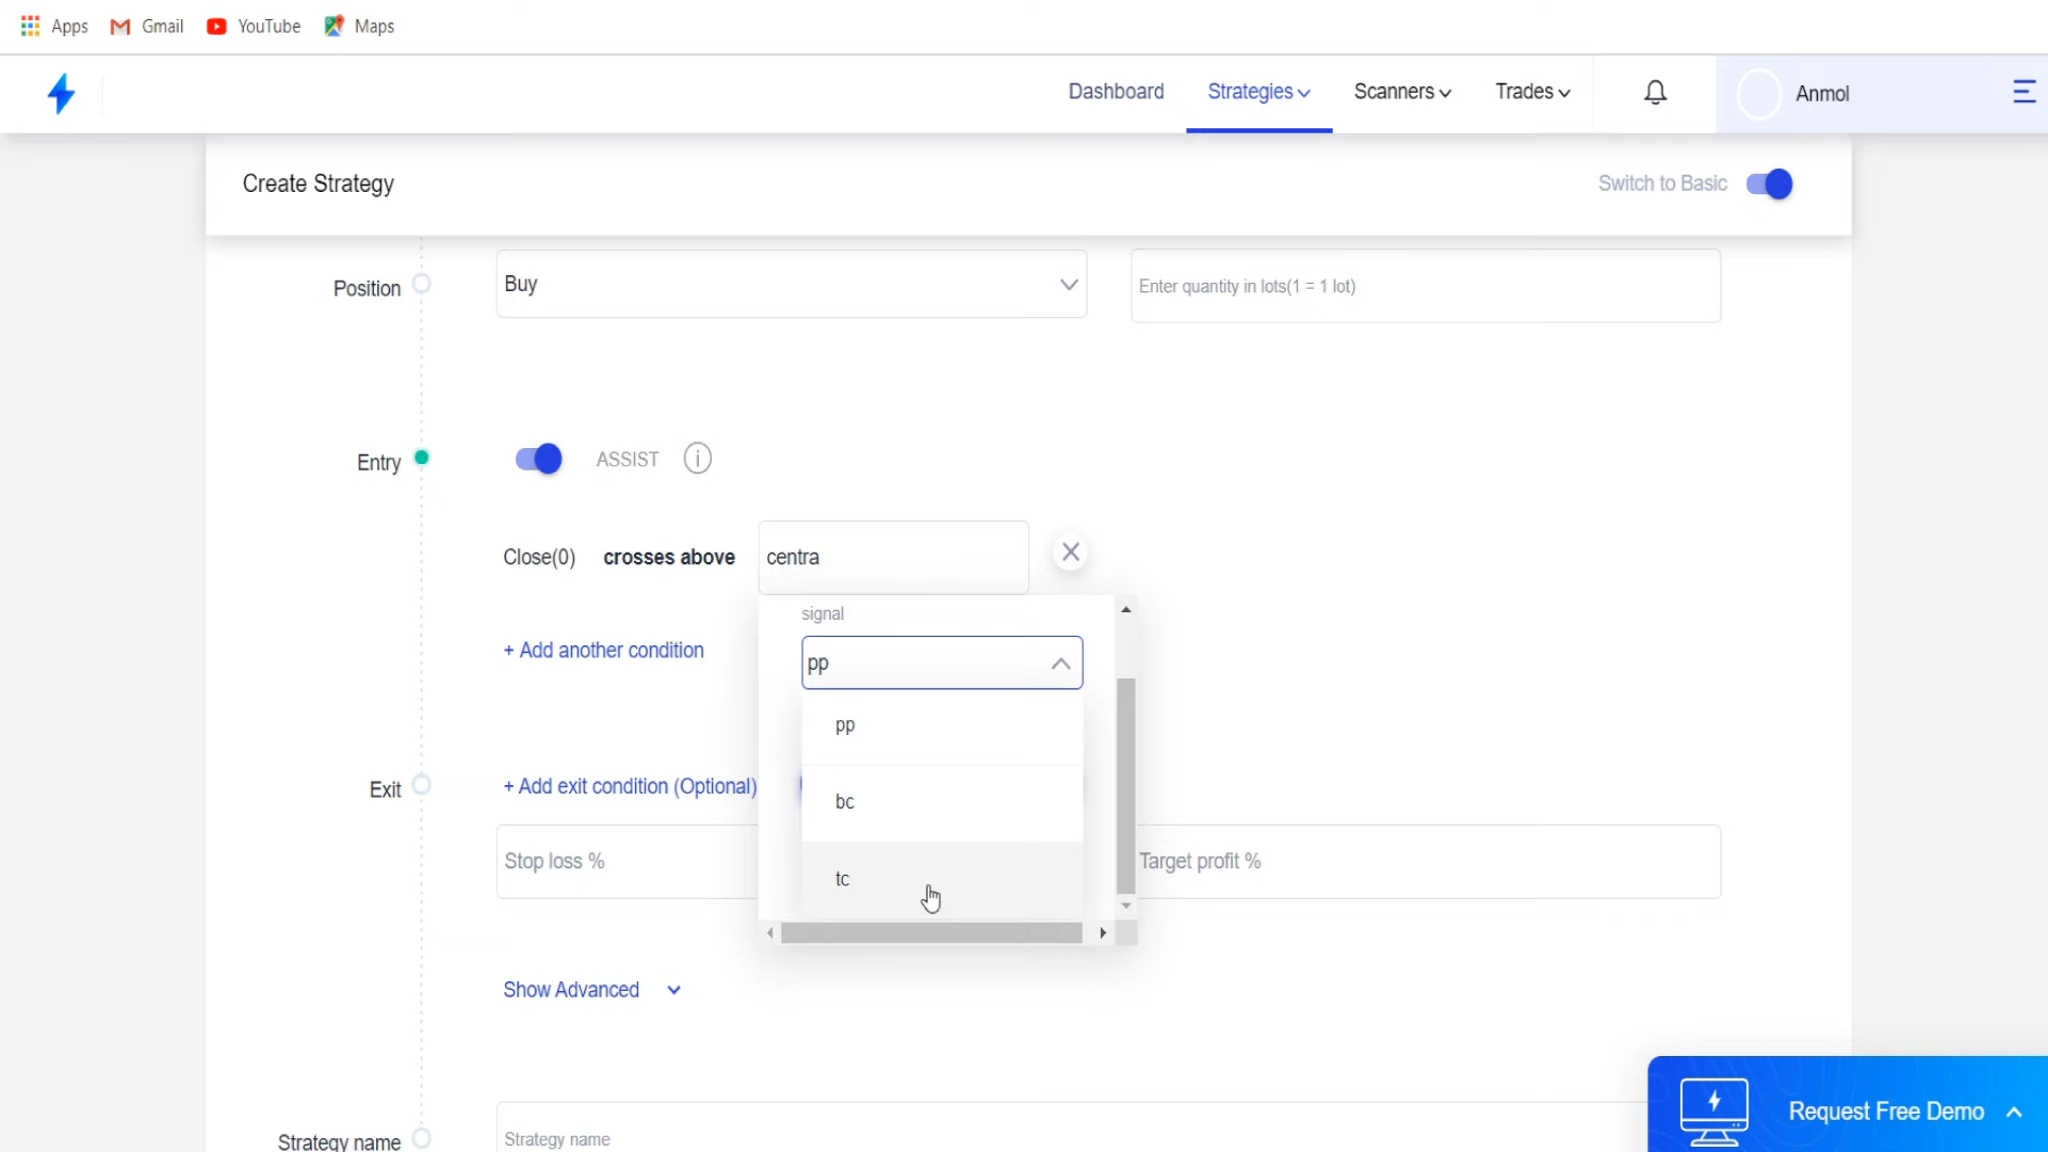 Apps Gmail YouTube Maps
Dashboard Strategies Scanners Trades Anmol
Create Strategy Switch to Basic
Position Buy Enter quantity in lots(1 = 1 lot)
Entry ASSIST i
Close(0) crosses above centra
signal
+ Add another condition
pp
pp
Exit + Add exit condition (Optional)
bc
Stop loss % Target profit %
tc
Show Advanced
Request Free Demo
Strategy name Strategy name